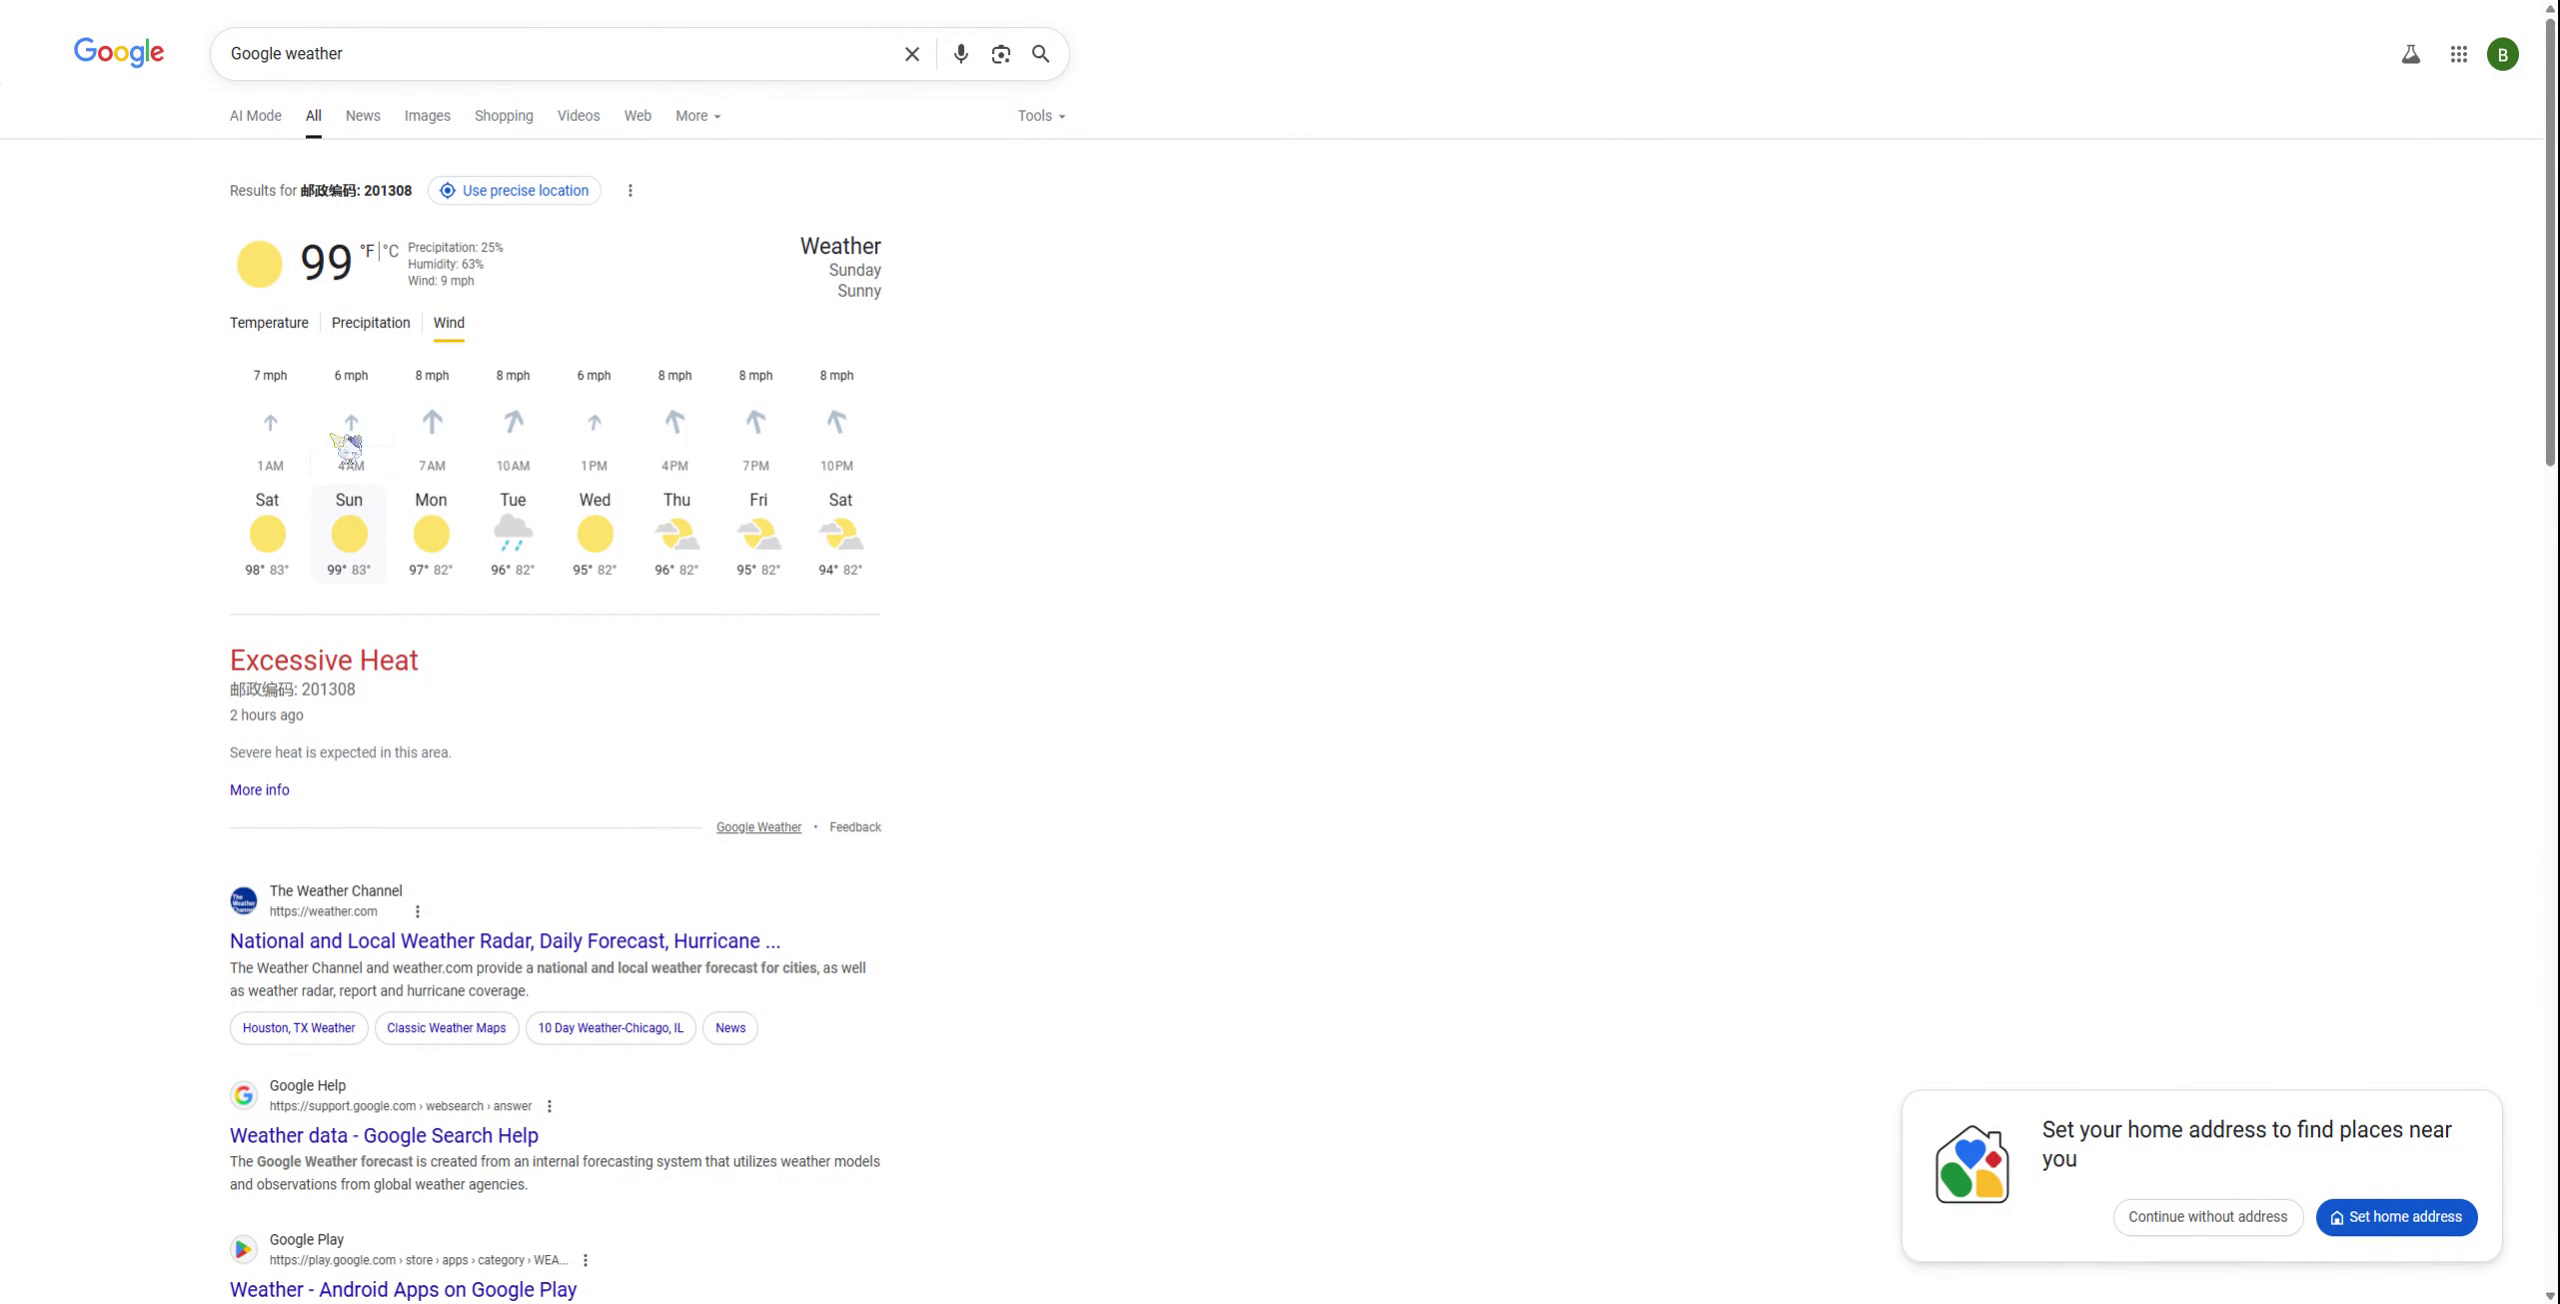 Google
Google weather
AI Mode All News Images Shopping Videos Web More Tools
B
Results for 邮政编码: 201308 Use precise location
99 °F|°C
Precipitation: 25%
Humidity: 63%
Wind: 9 mph
Weather
Sunday
Sunny
Temperature Precipitation Wind
7 mph 6 mph 8 mph 8 mph 6 mph 8 mph 8 mph 8 mph
1 AM 4 AM 7 AM 10 AM 1 PM 4 PM 7 PM 10 PM
Sat Sun Mon Tue Wed Thu Fri Sat
98° 83° 99° 83° 97° 82° 96° 82° 95° 82° 96° 82° 95° 82° 94° 82°
Excessive Heat
邮政编码: 201308
2 hours ago
Severe heat is expected in this area.
More info
Google Weather • Feedback
The Weather Channel
The Weather Channel
https://weather.com
National and Local Weather Radar, Daily Forecast, Hurricane ...
The Weather Channel and weather.com provide a national and local weather forecast for cities, as well
as weather radar, report and hurricane coverage.
Houston, TX Weather Classic Weather Maps 10 Day Weather-Chicago, IL News
Google Help
https://support.google.com › websearch › answer
Weather data - Google Search Help
The Google Weather forecast is created from an internal forecasting system that utilizes weather models
and observations from global weather agencies.
Google Play
https://play.google.com › store › apps › category › WEA...
Weather - Android Apps on Google Play
Set your home address to find places near
you
Continue without address Set home address